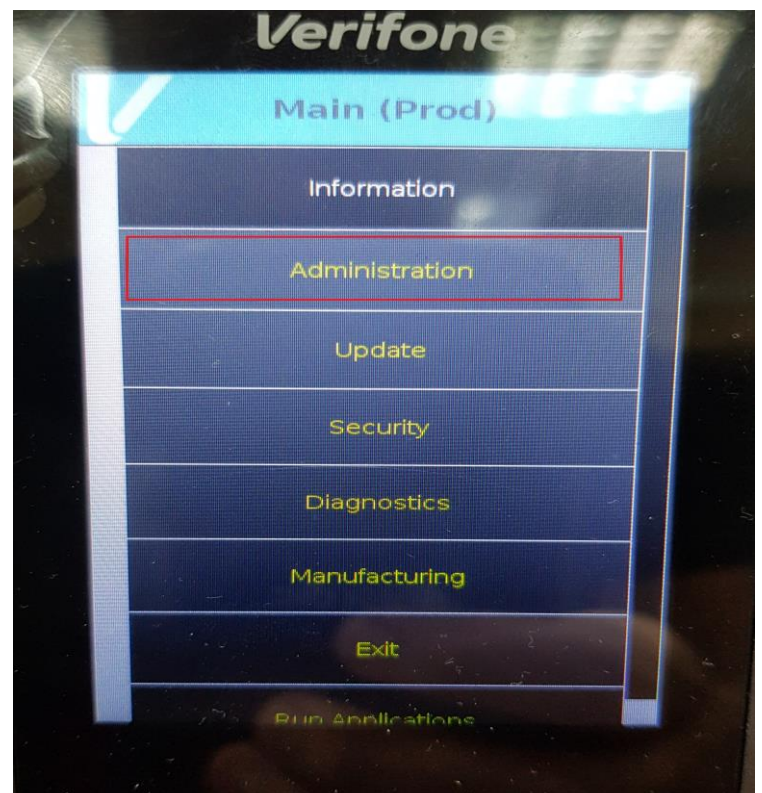 Verifone
Main (Prod)
Information
Administration
Update
Security
Diagnostics
Manufacturing
Exit
Run Applications